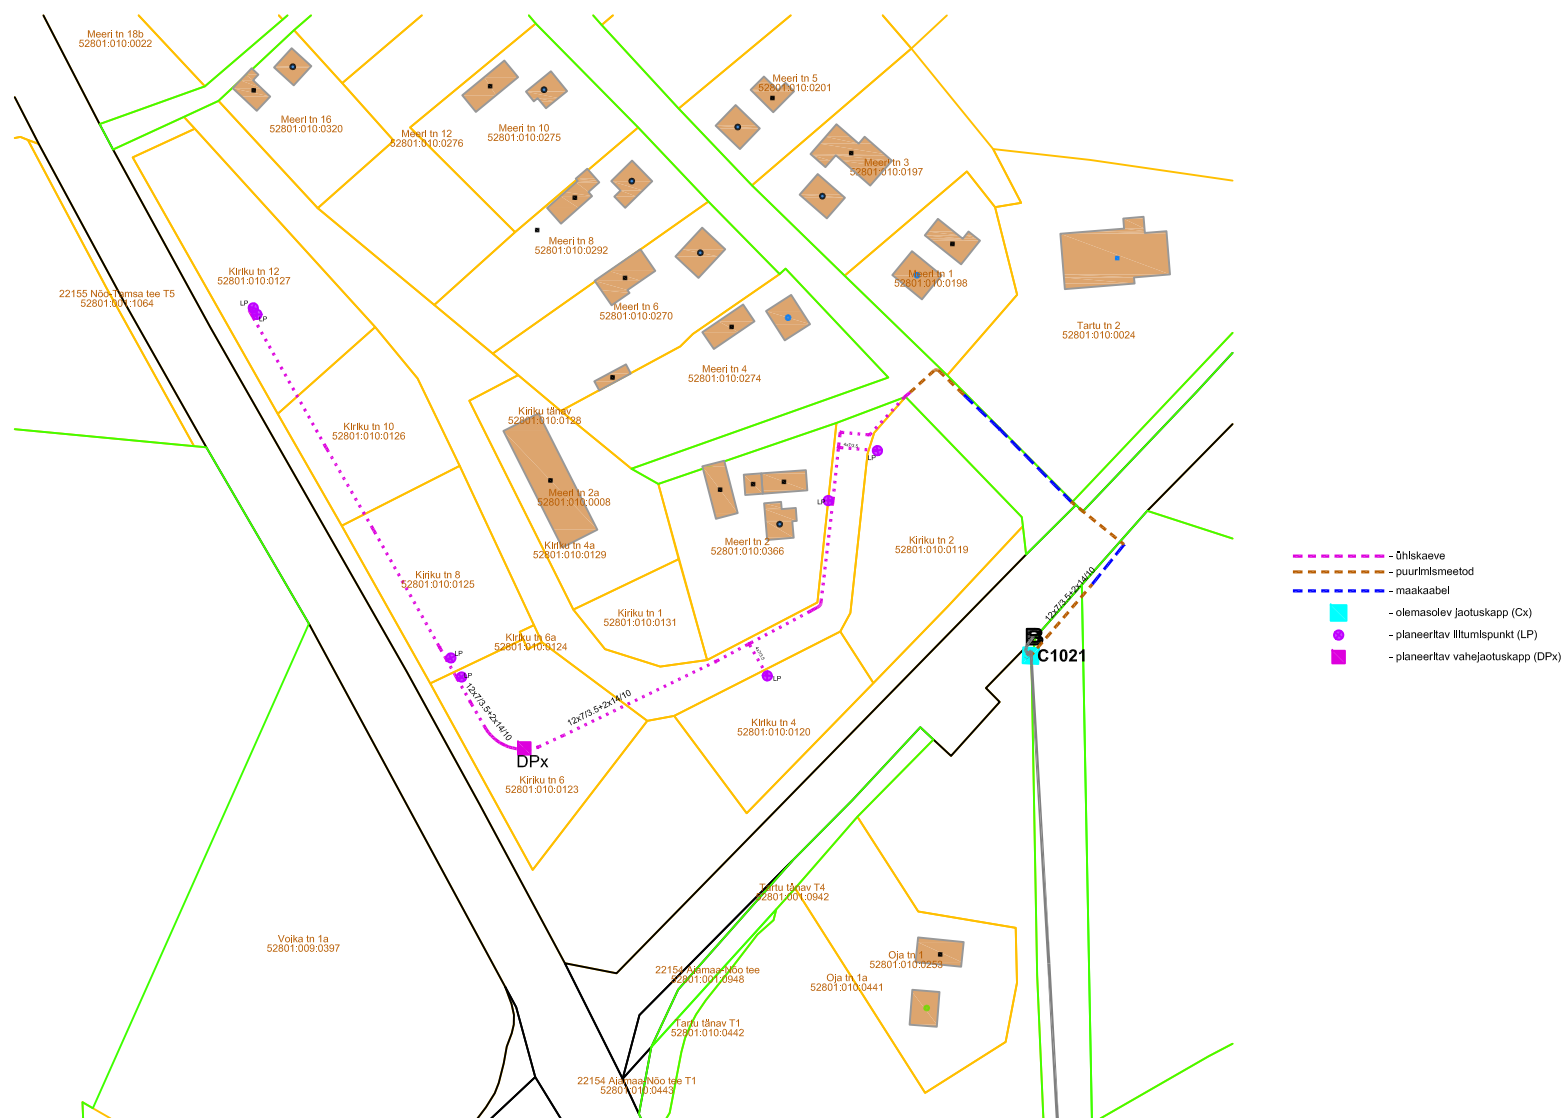 Meeri tn 18b
52801:010:0022
Meeri tn 16
52801:010:0320
Meeri tn 12
52801:010:0276
Meeri tn 10
52801:010:0275
Meeri tn 5
52801:010:0201
Meeri tn 3
52801:010:0197
Meeri tn 8
52801:010:0292
Meeri tn 1
52801:010:0198
Kiriku tn 12
52801:010:0127
22155 Nõo-Tamsa tee T5
52801:001:1064
LP
LP
Meeri tn 6
52801:010:0270
Tartu tn 2
52801:010:0024
Meeri tn 4
52801:010:0274
Kiriku tänav
52801:010:0128
Kiriku tn 10
52801:010:0126
LP
Meeri tn 2a
52801:010:0008
LP
Kiriku tn 4a
52801:010:0129
Meeri tn 2
52801:010:0366
Kiriku tn 2
52801:010:0119
Kiriku tn 8
52801:010:0125
12x7/3.5+2x14/10
Kiriku tn 1
52801:010:0131
Kiriku tn 6a
52801:010:0124
B
C1021
LP
LP
LP
12x7/3.5+2x14/10
12x7/3.5+2x14/10
Kiriku tn 4
52801:010:0120
DPx
Kiriku tn 6
52801:010:0123
- ühiskaeve
- puurimismeetod
- maakaabel
- olemasolev jaotuskapp (Cx)
- planeeritav liitumispunkt (LP)
- planeeritav vahejaotuskapp (DPx)
Tartu tänav T4
52801:001:0942
Voika tn 1a
52801:009:0397
Oja tn 1
52801:010:0253
22154 Ajamaa-Nõo tee
52801:001:0948
Oja tn 1a
52801:010:0441
Tartu tänav T1
52801:010:0442
22154 Ajamaa-Nõo tee T1
52801:010:0443